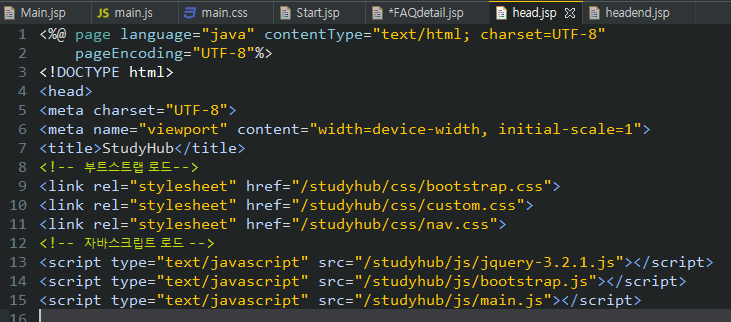 Main.jsp main.js main.css Start.jsp *FAQdetail.jsp head.jsp headend.jsp
1 <%@ page language="java" contentType="text/html; charset=UTF-8"
2 pageEncoding="UTF-8"%>
3 <!DOCTYPE html>
4 <head>
5 <meta charset="UTF-8">
6 <meta name="viewport" content="width=device-width, initial-scale=1">
7 <title>StudyHub</title>
8 <!-- 부트스트랩 로드-->
9 <link rel="stylesheet" href="/studyhub/css/bootstrap.css">
10 <link rel="stylesheet" href="/studyhub/css/custom.css">
11 <link rel="stylesheet" href="/studyhub/css/nav.css">
12 <!-- 자바스크립트 로드 -->
13 <script type="text/javascript" src="/studyhub/js/jquery-3.2.1.js"></script>
14 <script type="text/javascript" src="/studyhub/js/bootstrap.js"></script>
15 <script type="text/javascript" src="/studyhub/js/main.js"></script>
16